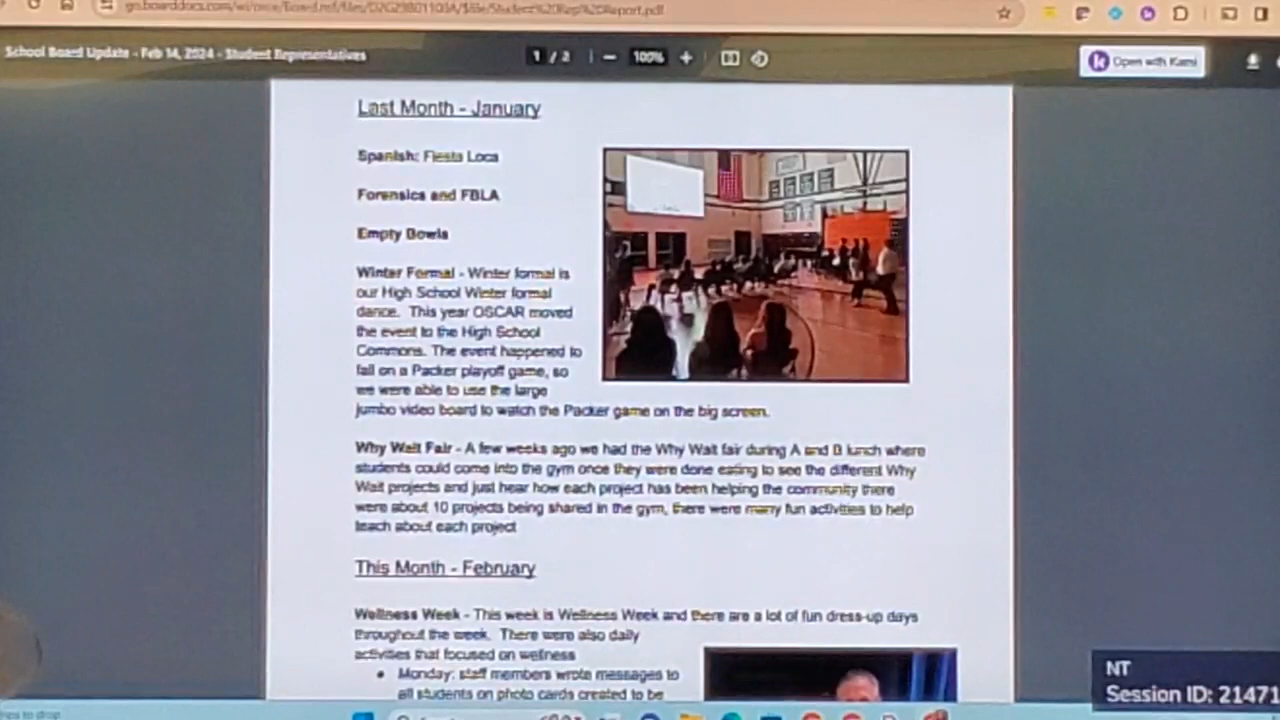 go.boarddocs.com/wi/
School Board Update - Feb 14, 2024 - Student Representatives
1 / 3
100%
Open with Kami
Last Month - January
Spanish: Fiesta Loca
Forensics and FBLA
Empty Bowls
Winter Formal - Winter formal is
our High School Winter formal
dance. This year OSCAR moved
the event to the High School
Commons. The event happened to
fall on a Packer playoff game, so
we were able to use the large
jumbo video board to watch the Packer game on the big screen.
Why Wait Fair - A few weeks ago we had the Why Wait fair during A and B lunch where
students could come into the gym once they were done eating to see the different Why
Wait projects and just hear how each project has been helping the community there
were about 10 projects being shared in the gym, there were many fun activities to help
teach about each project
This Month - February
Wellness Week - This week is Wellness Week and there are a lot of fun dress-up days
throughout the week. There were also daily
activities that focused on wellness
• Monday: staff members wrote messages to
all students on photo cards created to be
NT
Session ID: 21471